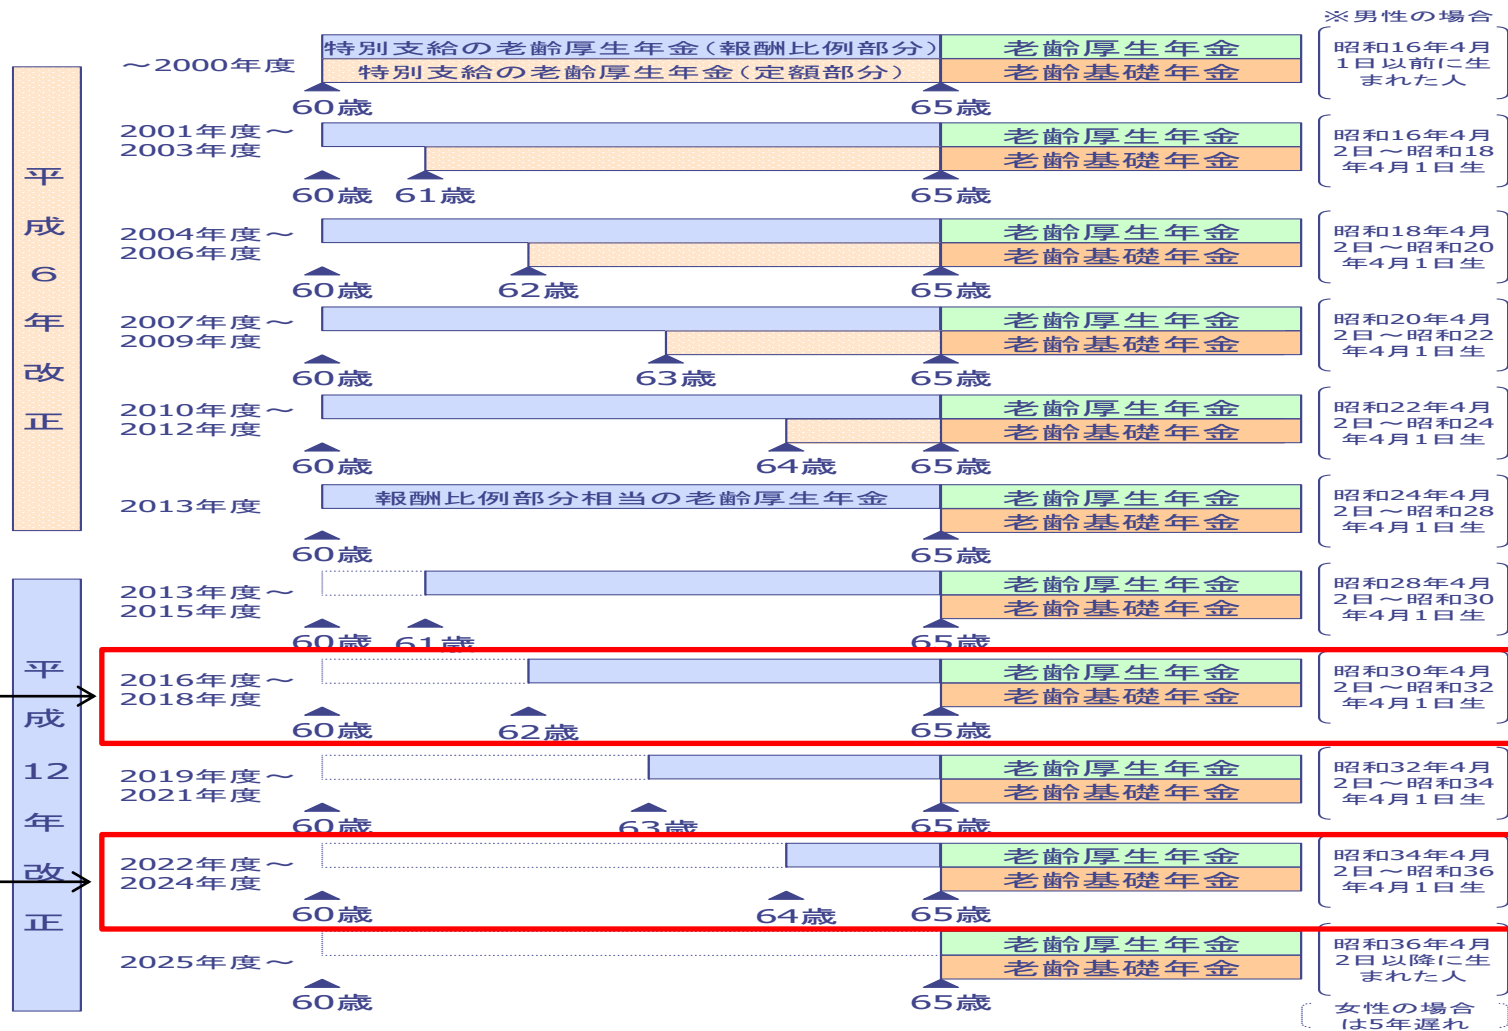 ※男性の場合
特別支給の老齢厚生年金(報酬比例部分)
老齢厚生年金
～2000年度
特別支給の老齢厚生年金(定額部分)
老齢基礎年金
60歳
65歳
昭和16年4月
1日以前に生
まれた人
平成6年改正
2001年度～
2003年度
老齢厚生年金
老齢基礎年金
60歳
61歳
65歳
昭和16年4月
2日～昭和18
年4月1日生
2004年度～
2006年度
老齢厚生年金
老齢基礎年金
60歳
62歳
65歳
昭和18年4月
2日～昭和20
年4月1日生
2007年度～
2009年度
老齢厚生年金
老齢基礎年金
60歳
63歳
65歳
昭和20年4月
2日～昭和22
年4月1日生
2010年度～
2012年度
老齢厚生年金
老齢基礎年金
60歳
64歳
65歳
昭和22年4月
2日～昭和24
年4月1日生
2013年度
報酬比例部分相当の老齢厚生年金
老齢厚生年金
老齢基礎年金
60歳
65歳
昭和24年4月
2日～昭和28
年4月1日生
平成12年改正
2013年度～
2015年度
老齢厚生年金
老齢基礎年金
60歳
61歳
65歳
昭和28年4月
2日～昭和30
年4月1日生
2016年度～
2018年度
老齢厚生年金
老齢基礎年金
60歳
62歳
65歳
昭和30年4月
2日～昭和32
年4月1日生
2019年度～
2021年度
老齢厚生年金
老齢基礎年金
60歳
63歳
65歳
昭和32年4月
2日～昭和34
年4月1日生
2022年度～
2024年度
老齢厚生年金
老齢基礎年金
60歳
64歳
65歳
昭和34年4月
2日～昭和36
年4月1日生
2025年度～
老齢厚生年金
老齢基礎年金
60歳
65歳
昭和36年4月
2日以降に生
まれた人
女性の場合
は5年遅れ